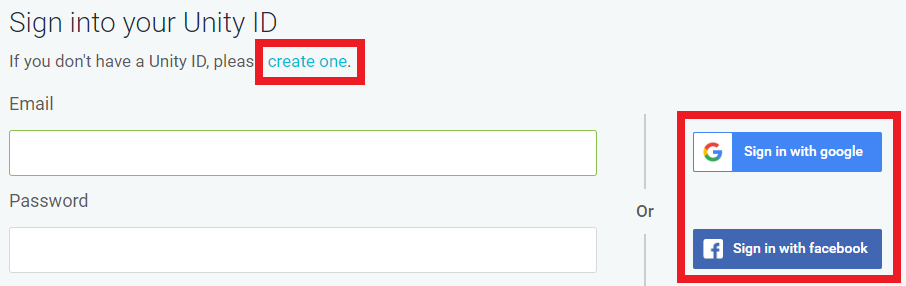 Sign into your Unity ID
If you don't have a Unity ID, pleas create one.
Email
Password
Or
Sign in with google
Sign in with facebook